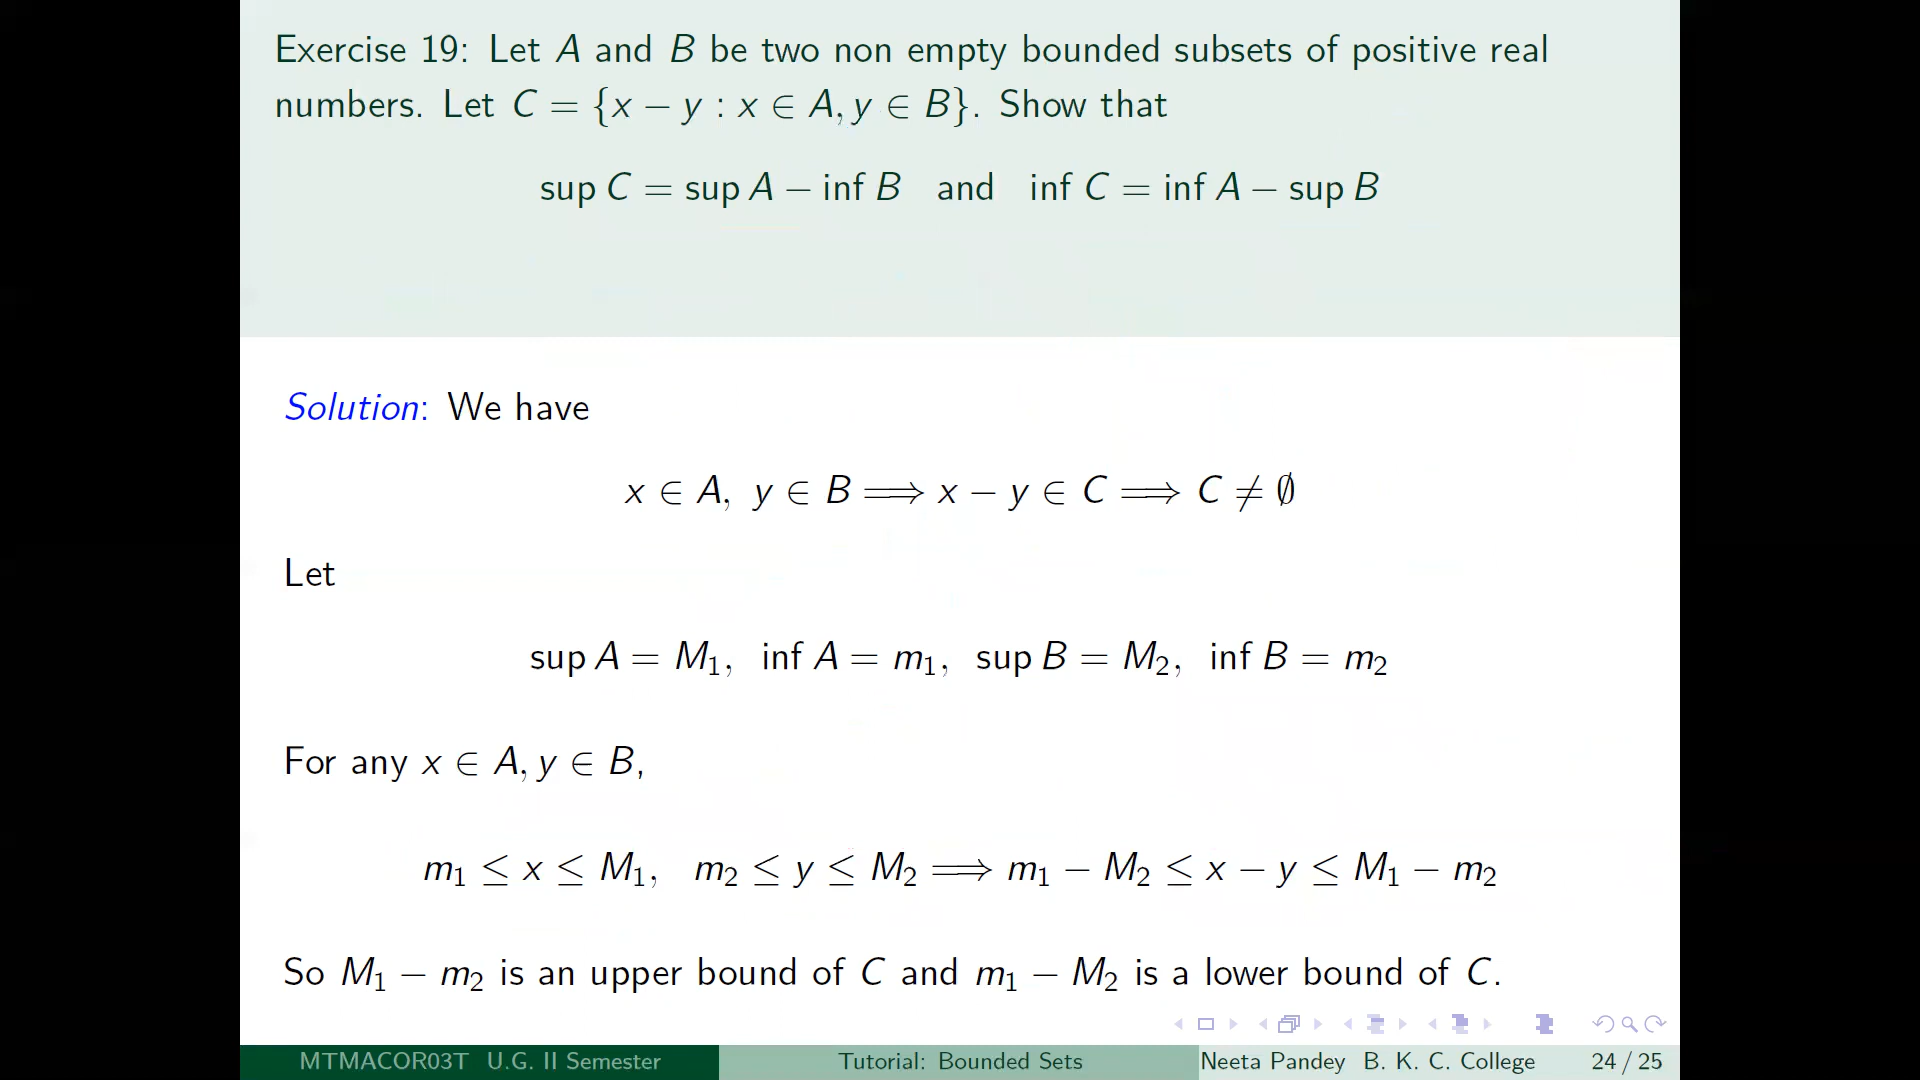 Exercise 19: Let A and B be two non empty bounded subsets of positive real
numbers. Let C = {x − y : x ∈ A, y ∈ B}. Show that
sup C = sup A − inf B and inf C = inf A − sup B
Solution: We have
x ∈ A, y ∈ B ⟹ x − y ∈ C ⟹ C ≠ ∅
Let
sup A = M₁, inf A = m₁, sup B = M₂, inf B = m₂
For any x ∈ A, y ∈ B,
m₁ ≤ x ≤ M₁, m₂ ≤ y ≤ M₂ ⟹ m₁ − M₂ ≤ x − y ≤ M₁ − m₂
So M₁ − m₂ is an upper bound of C and m₁ − M₂ is a lower bound of C.
MTMACOR03T U.G. II Semester Tutorial: Bounded Sets Neeta Pandey B. K. C. College 24 / 25